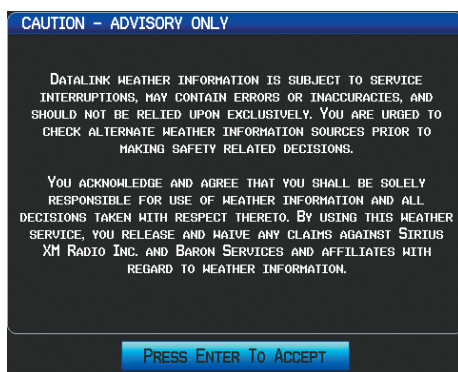 CAUTION – ADVISORY ONLY
DATALINK WEATHER INFORMATION IS SUBJECT TO SERVICE
INTERRUPTIONS, MAY CONTAIN ERRORS OR INACCURACIES, AND
SHOULD NOT BE RELIED UPON EXCLUSIVELY. YOU ARE URGED TO
CHECK ALTERNATE WEATHER INFORMATION SOURCES PRIOR TO
MAKING SAFETY RELATED DECISIONS.
YOU ACKNOWLEDGE AND AGREE THAT YOU SHALL BE SOLELY
RESPONSIBLE FOR USE OF WEATHER INFORMATION AND ALL
DECISIONS TAKEN WITH RESPECT THERETO. BY USING THIS WEATHER
SERVICE, YOU RELEASE AND WAIVE ANY CLAIMS AGAINST SIRIUS
XM RADIO INC. AND BARON SERVICES AND AFFILIATES WITH
REGARD TO WEATHER INFORMATION.
PRESS ENTER TO ACCEPT